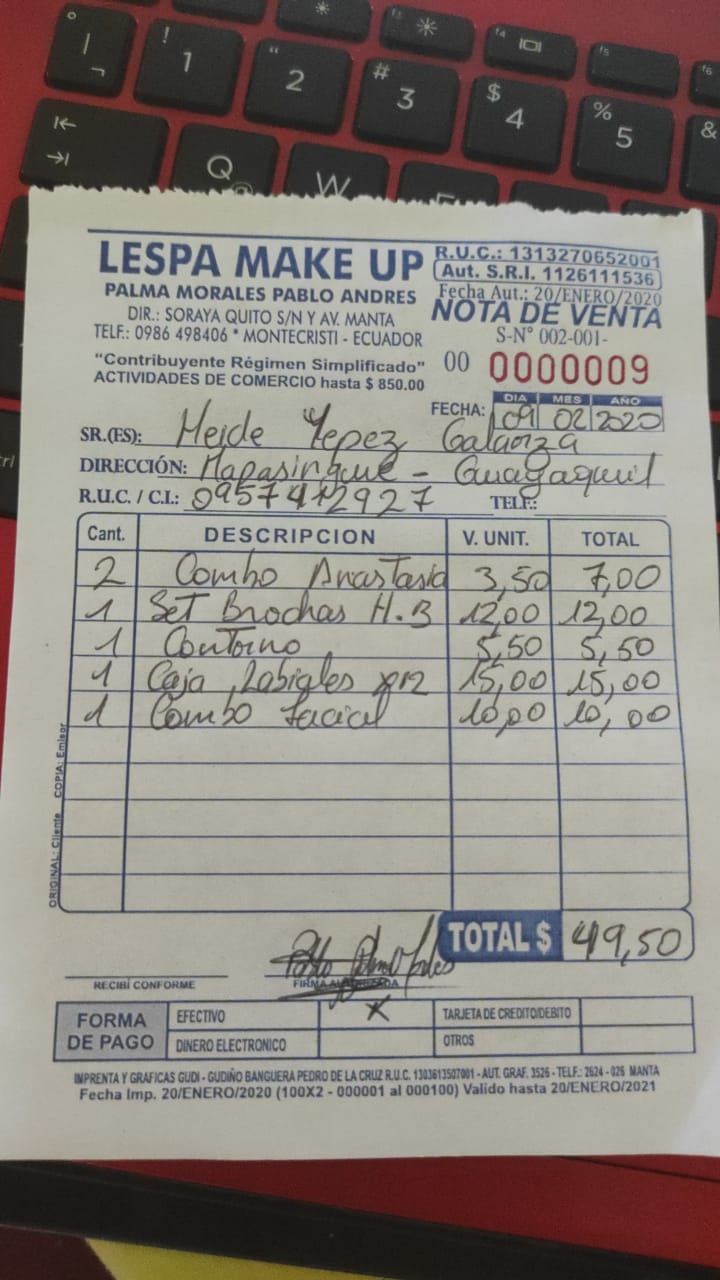 ! 1 " 2 # 3 $ 4 % 5 &
Q W
LESPA MAKE UP
PALMA MORALES PABLO ANDRES
DIR.: SORAYA QUITO S/N Y AV. MANTA
TELF.: 0986 498406 * MONTECRISTI - ECUADOR
"Contribuyente Régimen Simplificado"
ACTIVIDADES DE COMERCIO hasta $ 850.00
R.U.C.: 1313270652001
Aut. S.R.I. 1126111536
Fecha Aut.: 20/ENERO/2020
NOTA DE VENTA
S-N° 002-001-
00 0000009
DIA MES AÑO
FECHA: 09 02 2020
SR.(ES): Yepez
DIRECCIÓN: Mapasingue - Guayaquil
R.U.C. / C.I.: TELF.:
Cant. DESCRIPCION V. UNIT. TOTAL
2 Combo Anastasia 3,50 7,00
1 Set Brochas H.B 12,00 12,00
1 Contorno 5,50 5,50
1 Caja Labiales x12 15,00 15,00
1 Combo Facial 10,00 10,00
ORIGINAL: Cliente COPIA: Emisor
TOTAL $ 49,50
RECIBÍ CONFORME
FIRMA AUTORIZADA
FORMA DE PAGO
EFECTIVO x TARJETA DE CREDITO/DEBITO
DINERO ELECTRONICO OTROS
IMPRENTA Y GRAFICAS GUDI - GUDIÑO BANGUERA PEDRO DE LA CRUZ R.U.C. 1303613507001 - AUT. GRAF. 3526 - TELF.: 2624 - 026 MANTA
Fecha Imp. 20/ENERO/2020 (100X2 - 000001 al 000100) Valido hasta 20/ENERO/2021